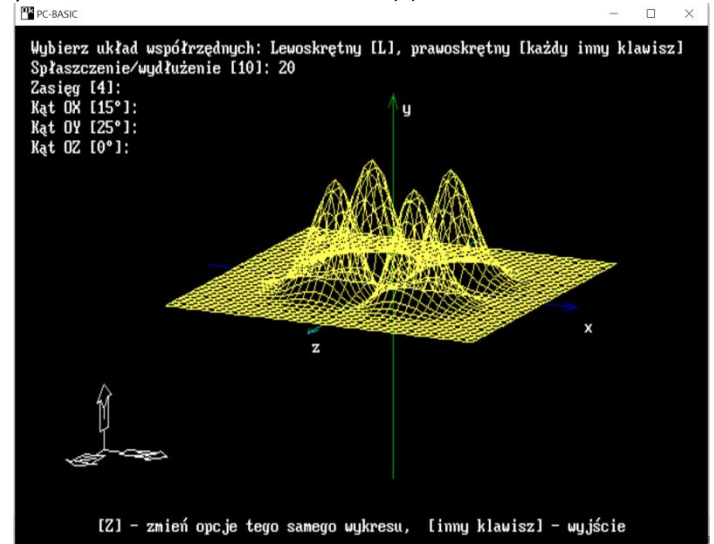 PC-BASIC
Wybierz układ współrzędnych: Lewoskrętny [L], prawoskrętny [każdy inny klawisz]
Spłaszczenie/wydłużenie [10]: 20
Zasięg [4]:
Kąt OX [15°]:
Kąt OY [25°]:
Kąt OZ [0°]:
y
x
z
[Z] - zmień opcje tego samego wykresu, [inny klawisz] - wyjście